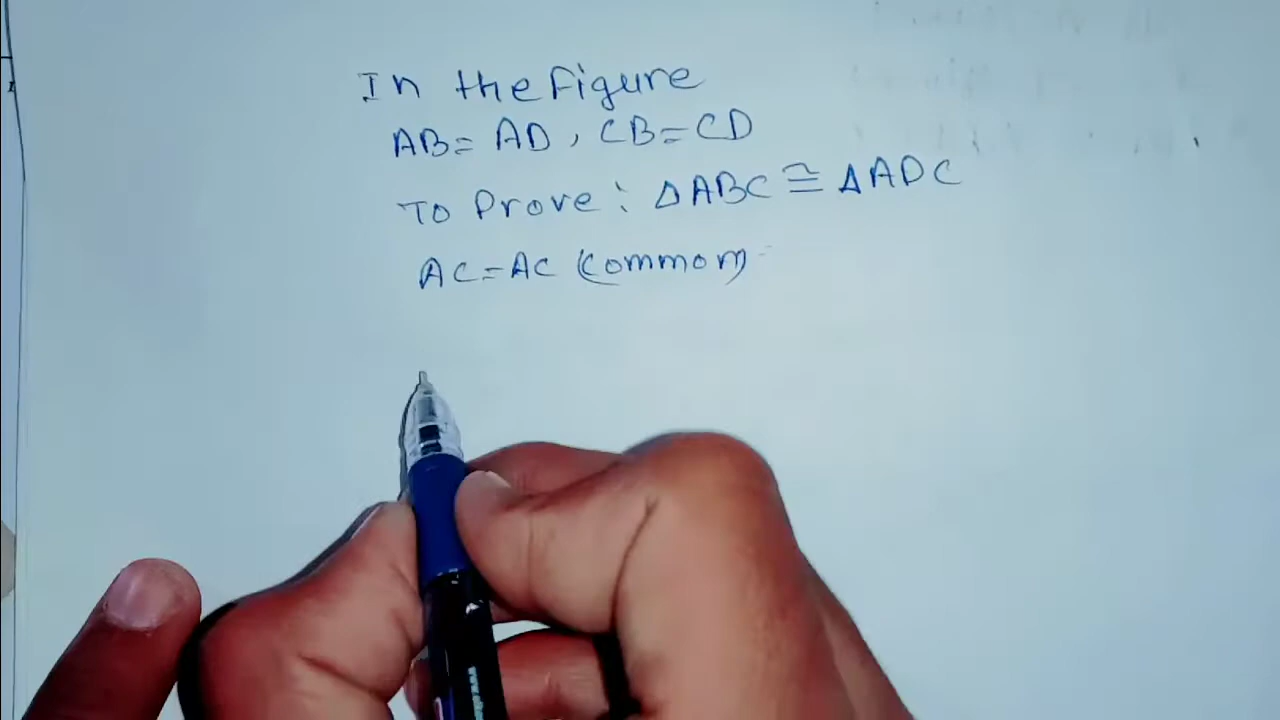 In the Figure
AB = AD , CB = CD
To Prove : ΔABC ≅ ΔADC
AC = AC (common)